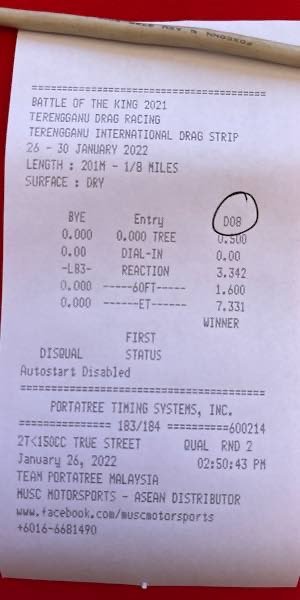 ================================
BATTLE OF THE KING 2021
TERENGGANU DRAG RACING
TERENGGANU INTERNATIONAL DRAG STRIP
26 - 30 JANUARY 2022
LENGTH : 201M - 1/8 MILES
SURFACE : DRY
BYE Entry D08
0.000 0.000 TREE 0.500
0.00 DIAL-IN 0.00
-L83- REACTION 3.342
0.000 -----60FT----- 1.600
0.000 ------ET------ 7.331
WINNER
FIRST
DISQUAL STATUS
Autostart Disabled
================================
PORTATREE TIMING SYSTEMS, INC.
=============== 183/184 ==========600214
2T<150CC TRUE STREET QUAL RND 2
January 26, 2022 02:50:43 PM
TEAM PORTATREE MALAYSIA
MUSC MOTORSPORTS - ASEAN DISTRIBUTOR
www.facebook.com/muscmotorsports
+6016-6681490